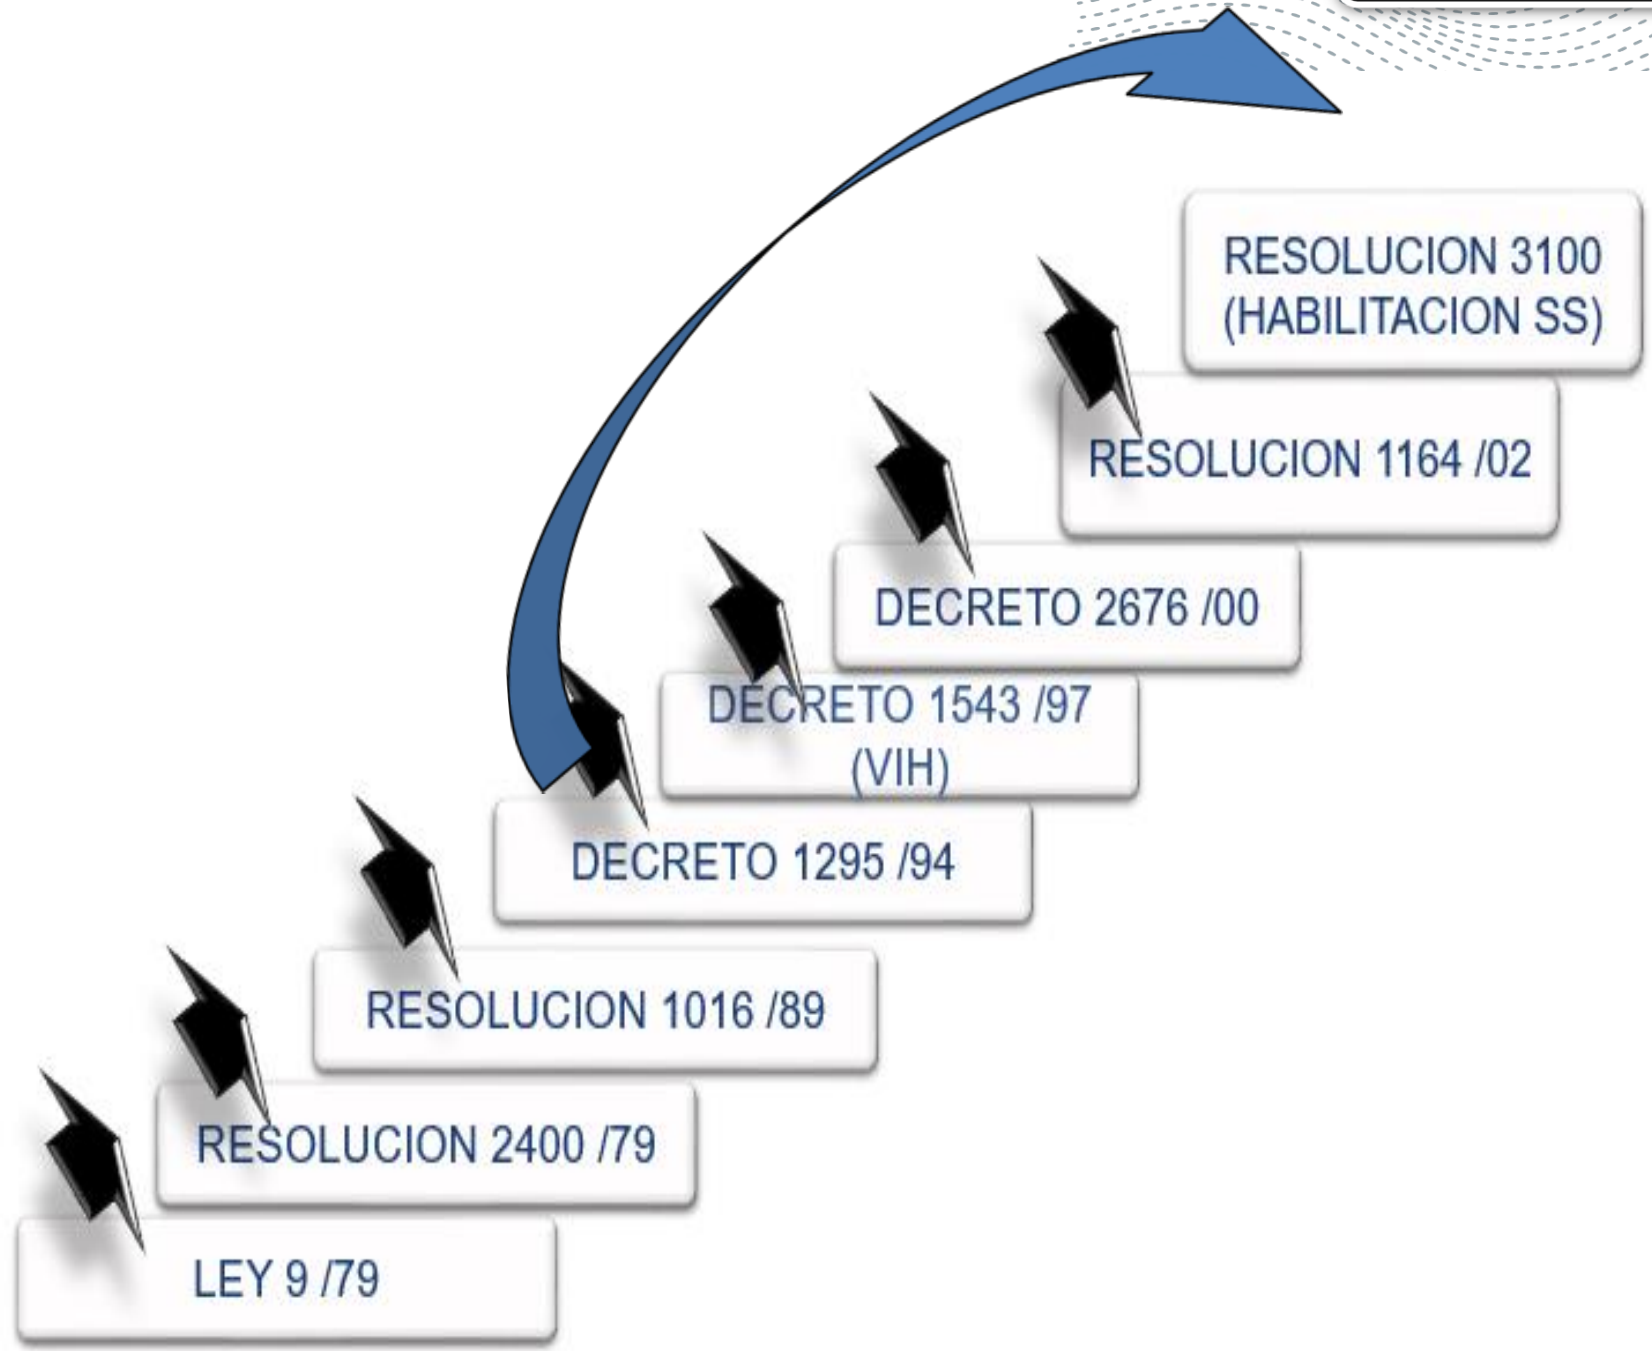 RESOLUCION 3100
(HABILITACION SS)
RESOLUCION 1164 /02
DECRETO 2676 /00
DECRETO 1543 /97
(VIH)
DECRETO 1295 /94
RESOLUCION 1016 /89
RESOLUCION 2400 /79
LEY 9 /79